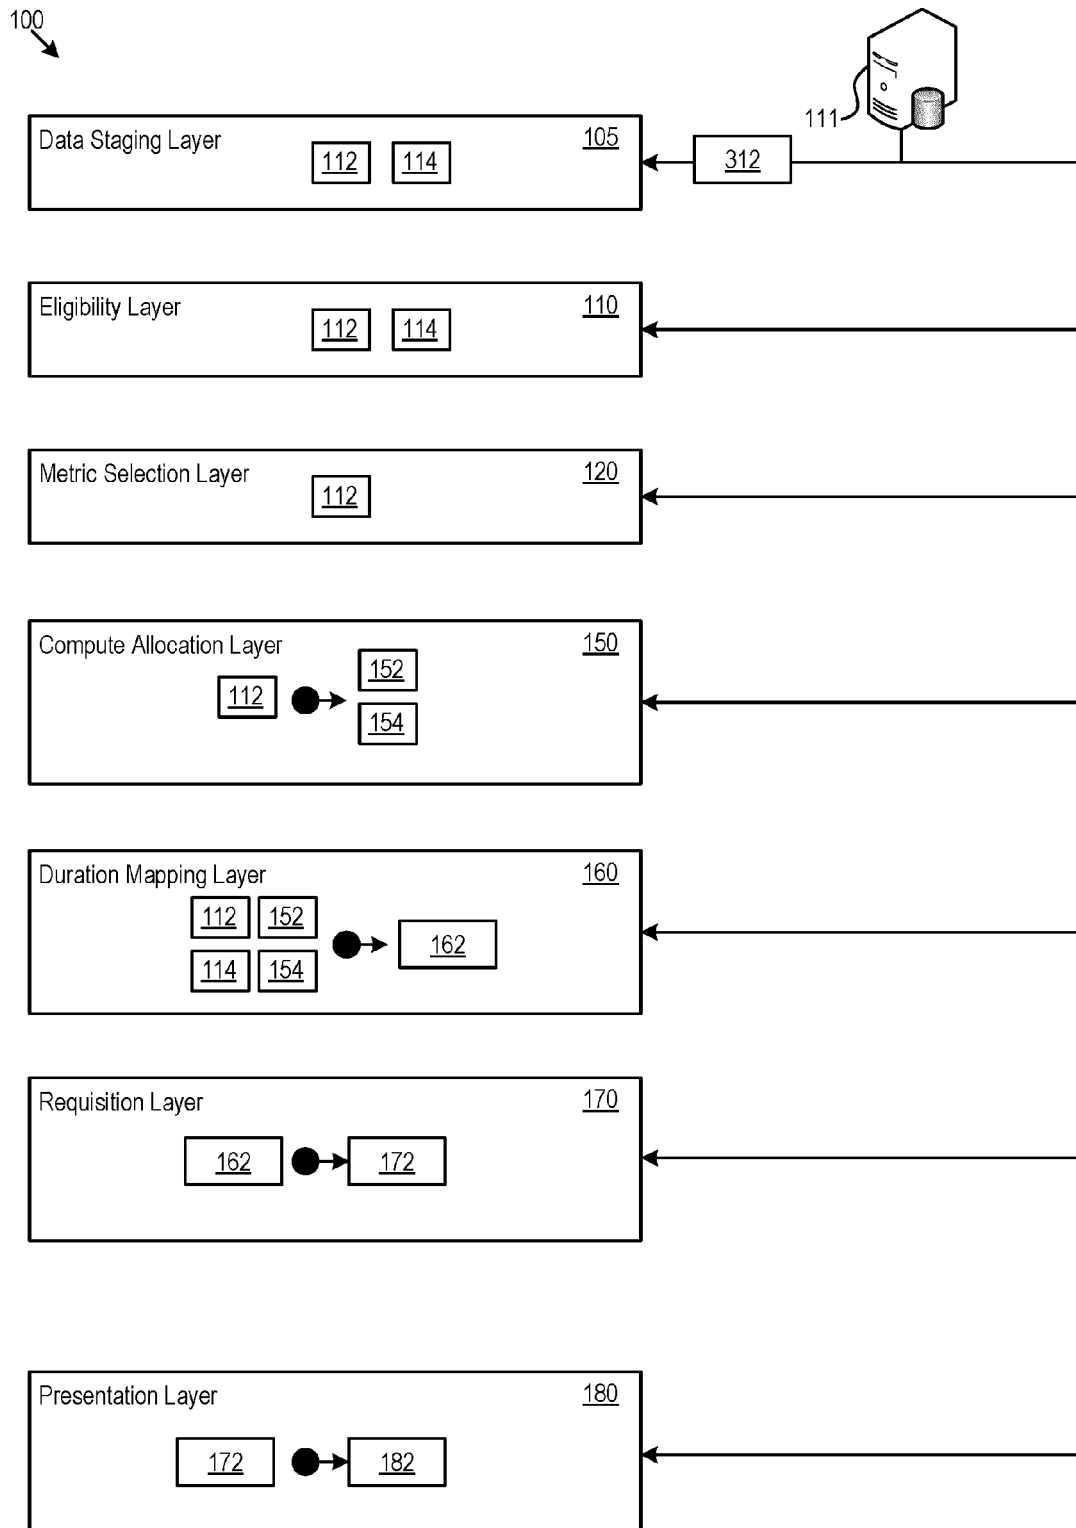 100
111
Data Staging Layer 105
112 114
312
Eligibility Layer 110
112 114
Metric Selection Layer 120
112
Compute Allocation Layer 150
152
112
154
Duration Mapping Layer 160
112 152
162
114 154
Requisition Layer 170
162 172
Presentation Layer 180
172 182